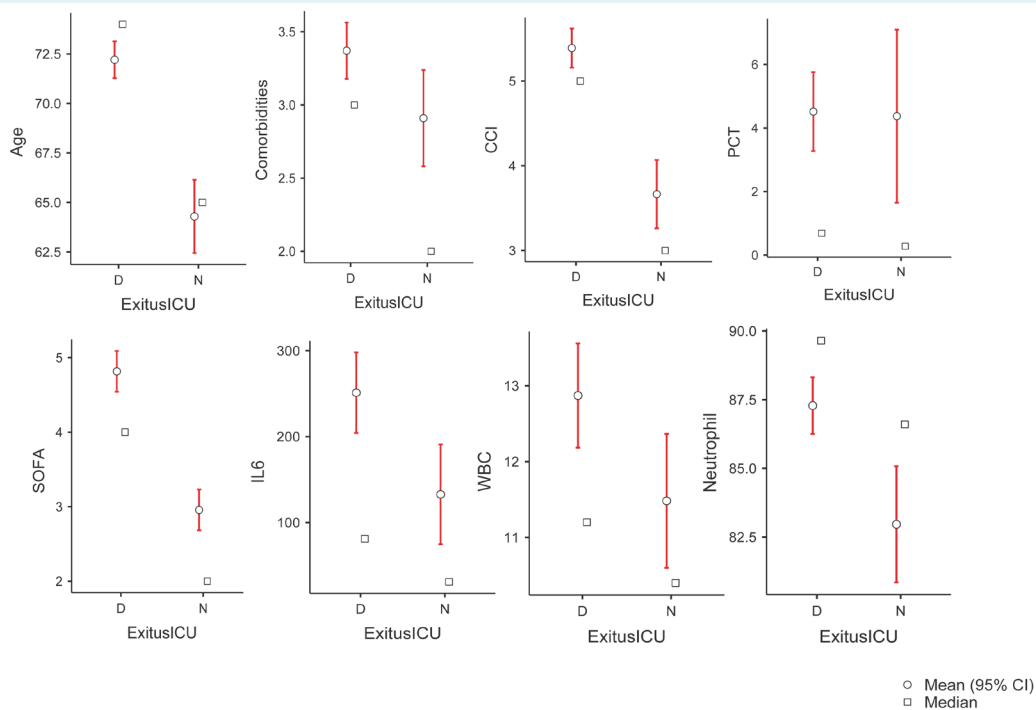 Age
72.5
70.0
67.5
65.0
62.5
D
N
ExitusICU
Comorbidities
3.5
3.0
2.5
2.0
D
N
ExitusICU
CCI
5
4
3
D
N
ExitusICU
PCT
6
4
2
0
D
N
ExitusICU
SOFA
5
4
3
2
D
N
ExitusICU
IL6
300
200
100
D
N
ExitusICU
WBC
13
12
11
D
N
ExitusICU
Neutrophil
90.0
87.5
85.0
82.5
D
N
ExitusICU
Mean (95% CI)
Median